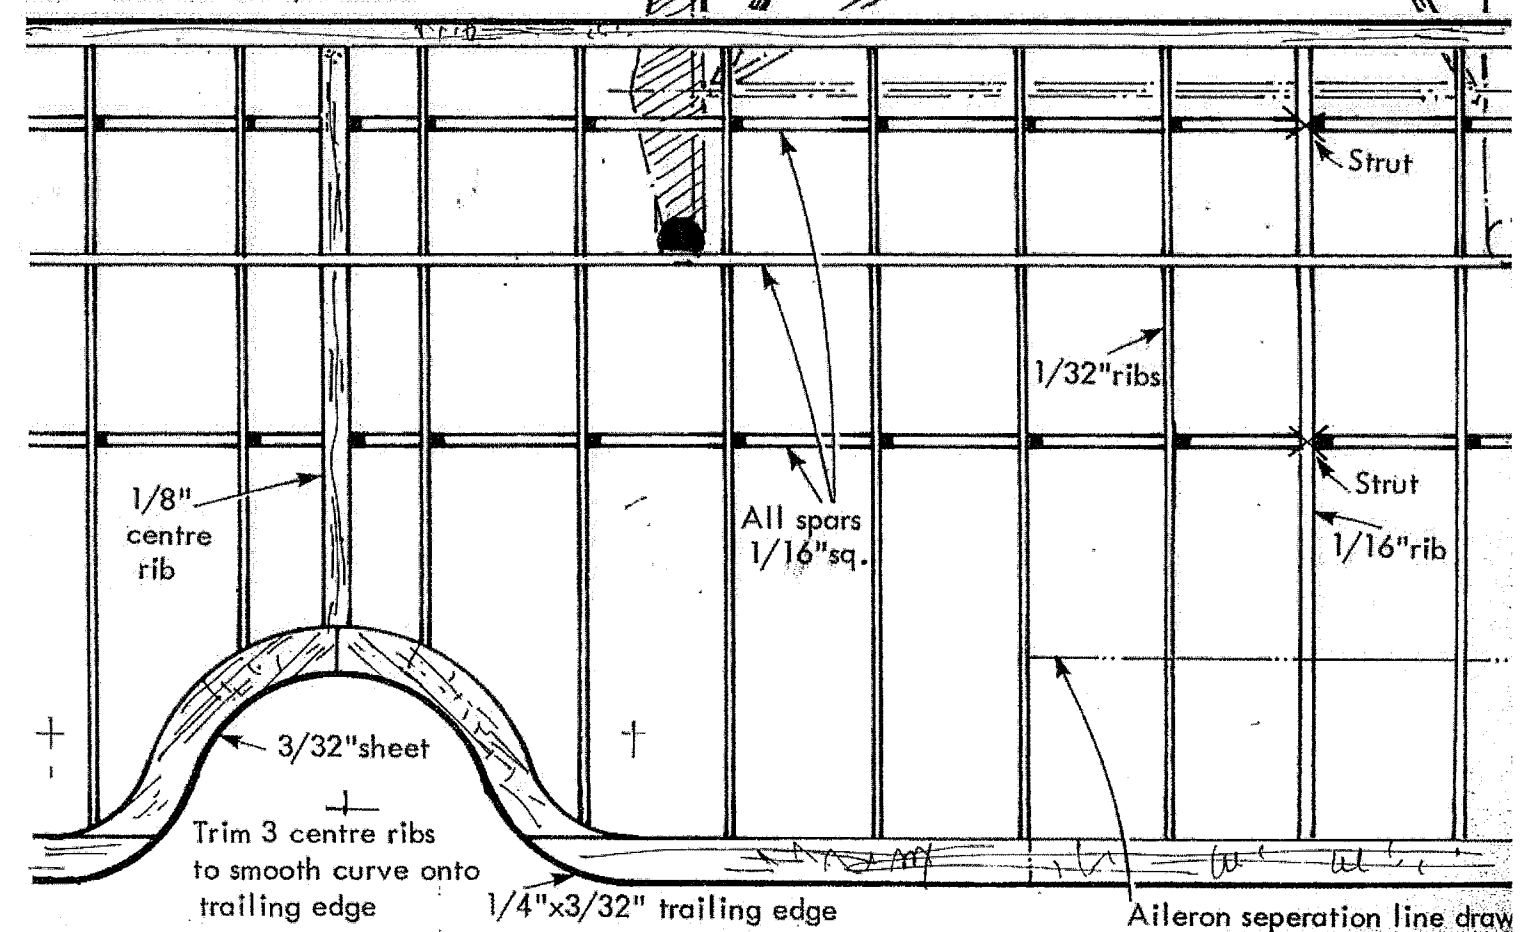 Strut
1/32"ribs
Strut
1/8"
centre
rib
All spars
1/16"sq.
1/16"rib
3/32"sheet
Trim 3 centre ribs
to smooth curve onto
trailing edge
1/4"x3/32" trailing edge
Aileron seperation line draw